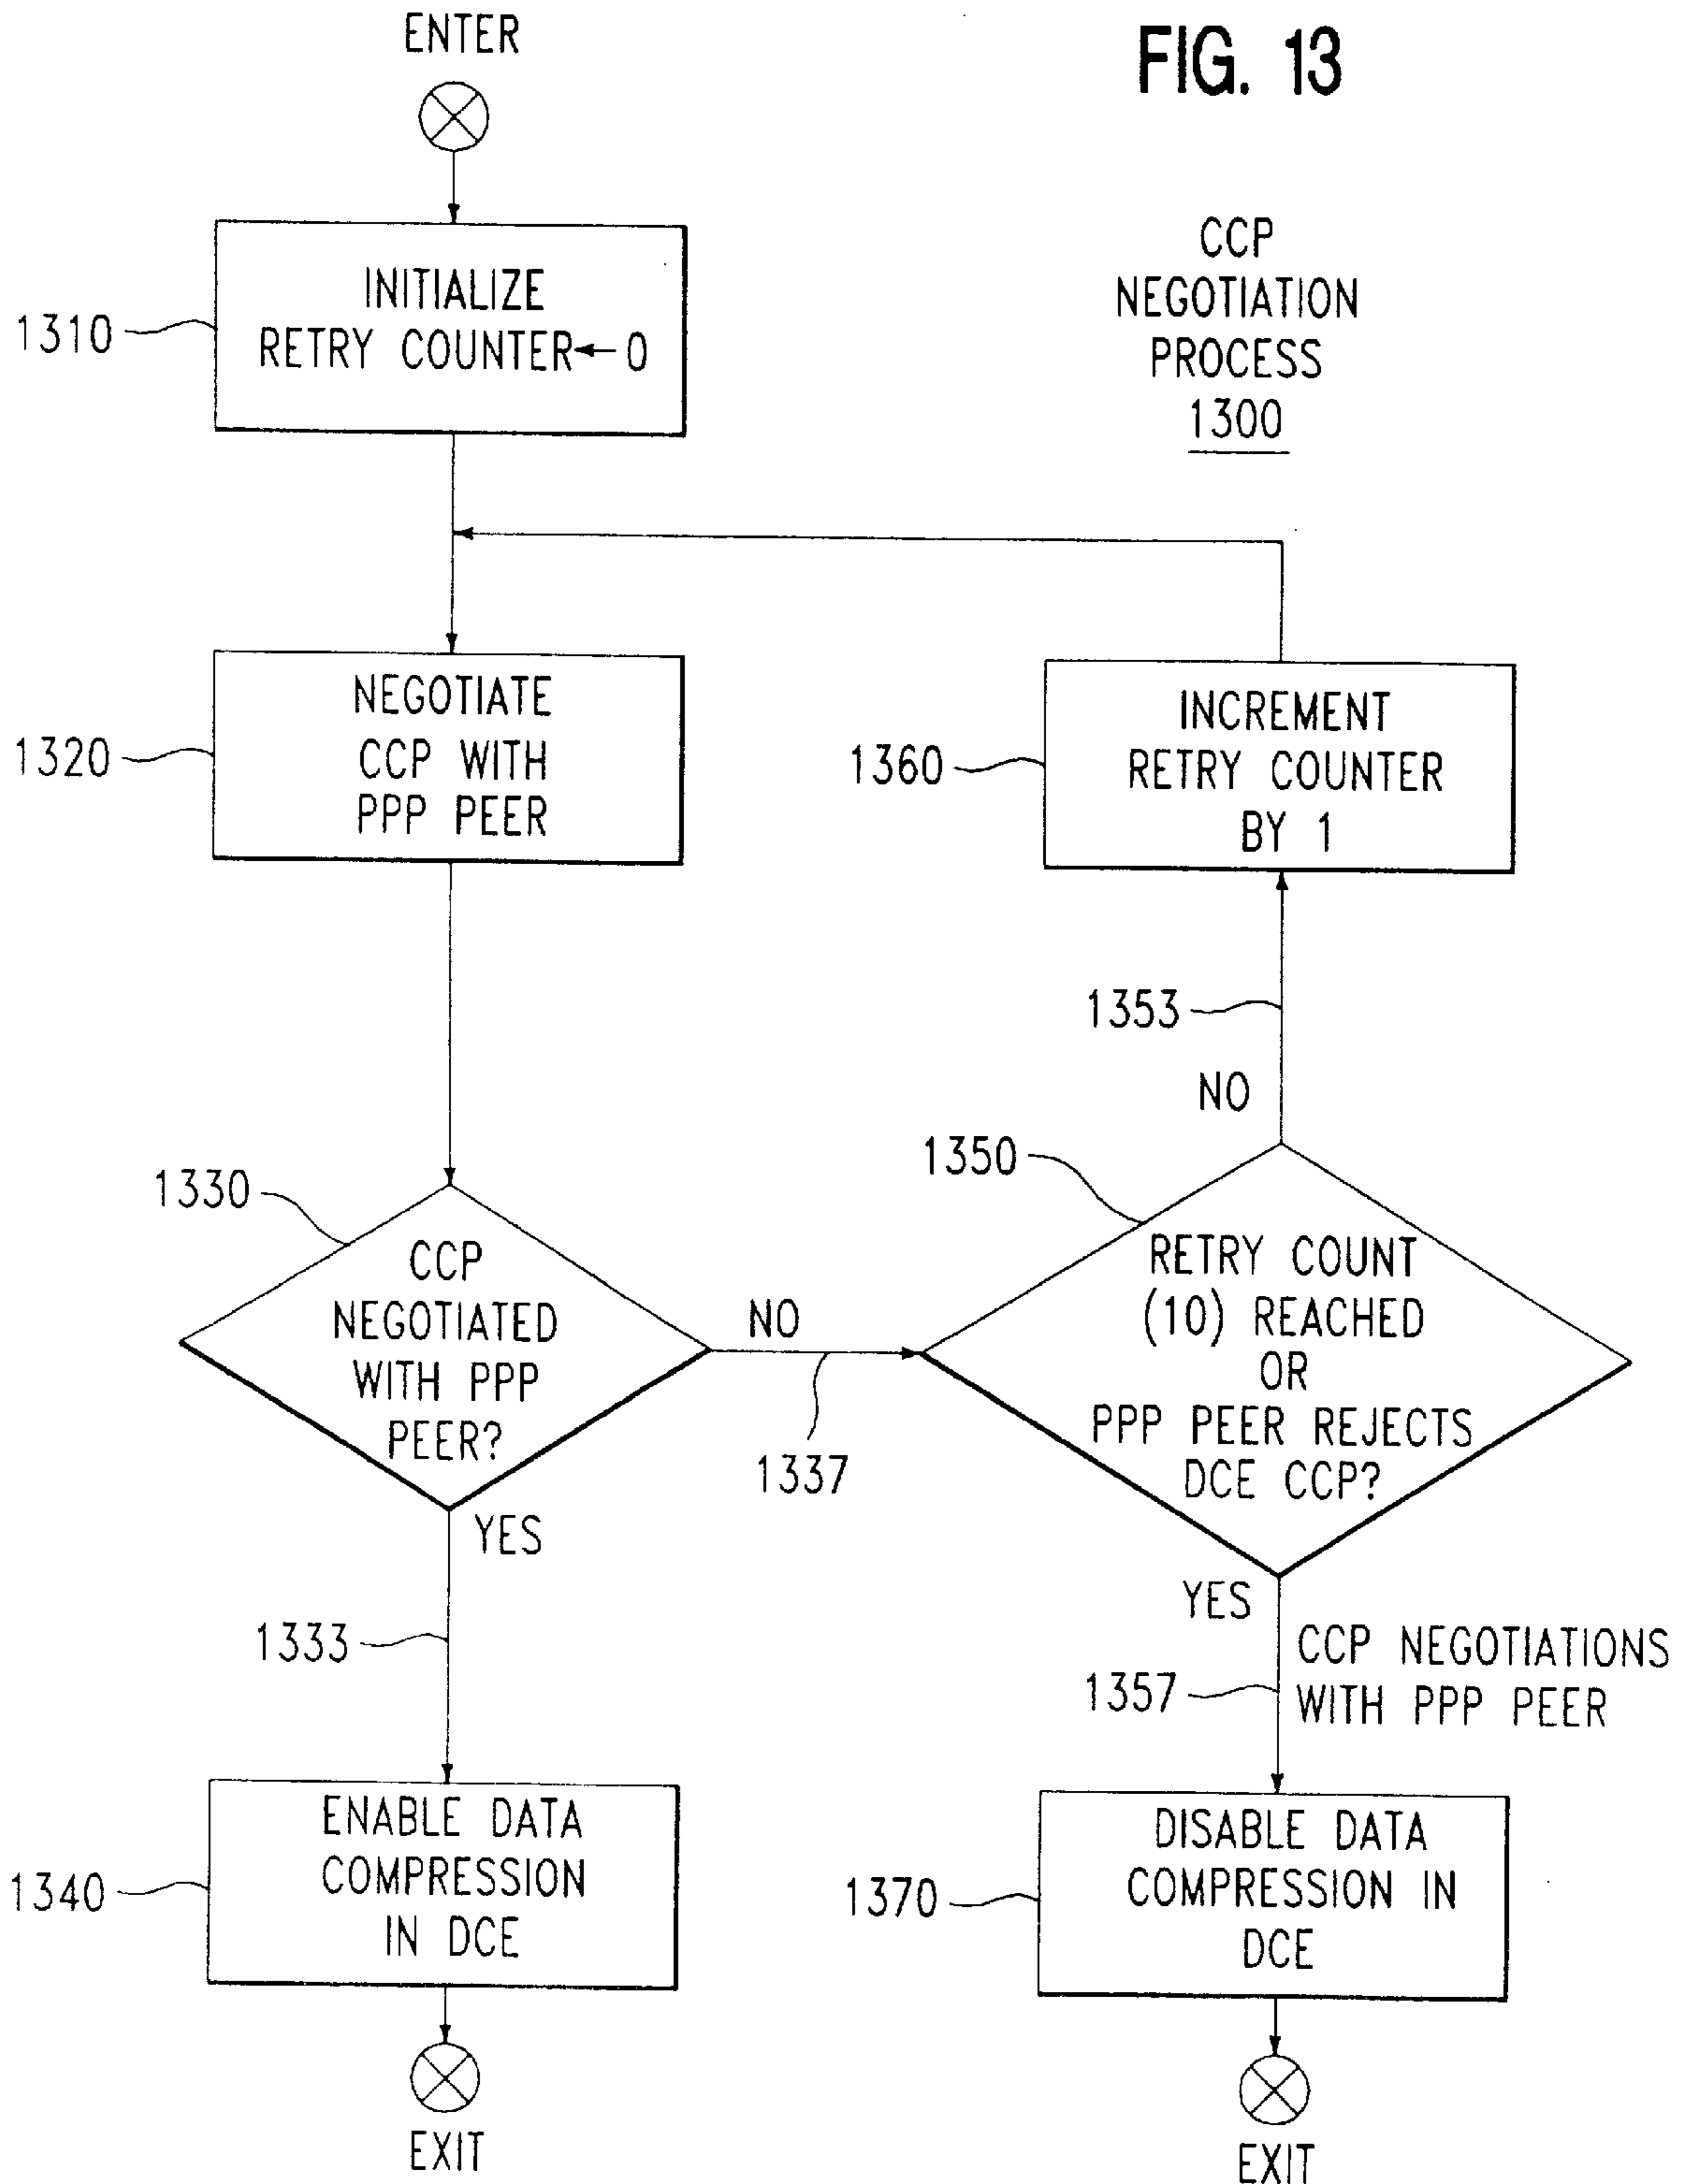 ENTER
FIG. 13
CCP
NEGOTIATION
PROCESS
1300
INITIALIZE
RETRY COUNTER←0
1310
NEGOTIATE
CCP WITH
PPP PEER
1320
INCREMENT
RETRY COUNTER
BY 1
1360
1353
NO
1350
1330
CCP
NEGOTIATED
WITH PPP
PEER?
NO
1337
RETRY COUNT
(10) REACHED
OR
PPP PEER REJECTS
DCE CCP?
YES
1333
YES
CCP NEGOTIATIONS
WITH PPP PEER
1357
ENABLE DATA
COMPRESSION
IN DCE
1340
DISABLE DATA
COMPRESSION IN
DCE
1370
EXIT
EXIT